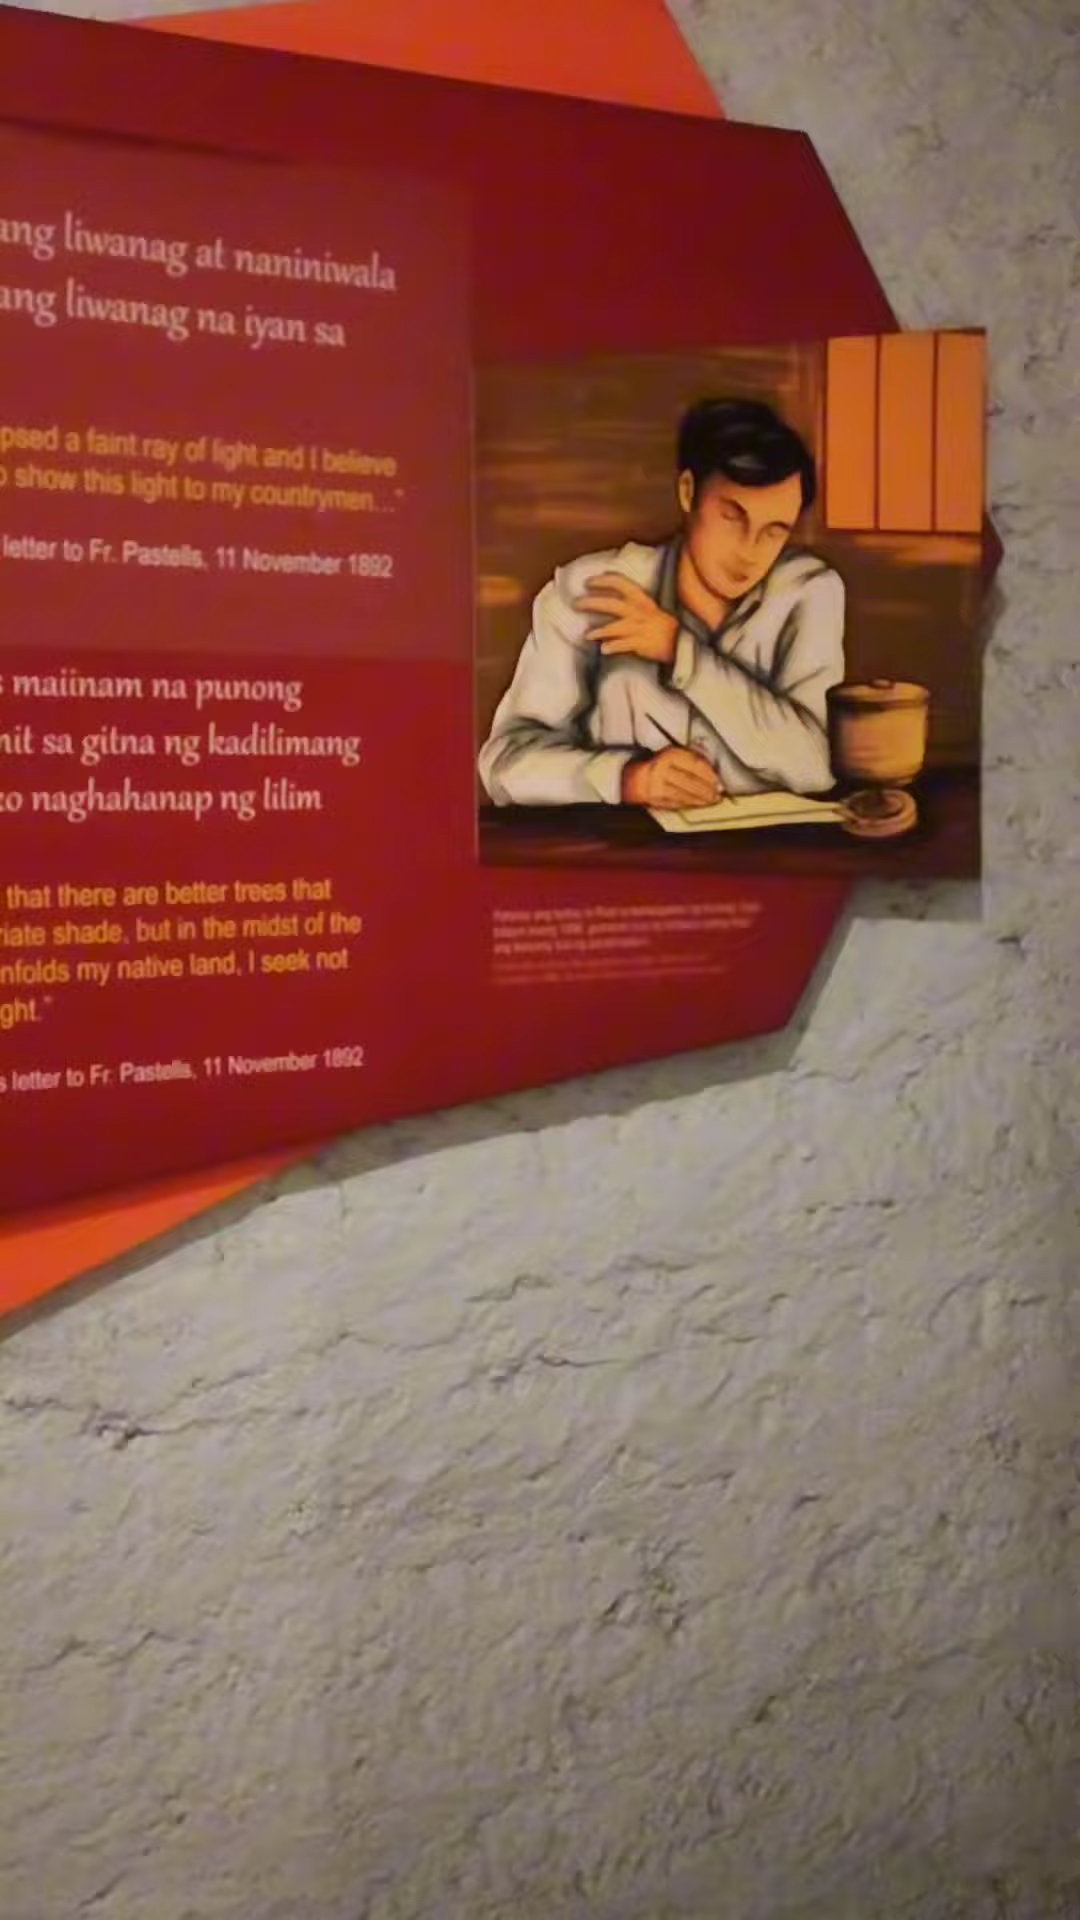 ang liwanag at naniniwala
ang liwanag na iyan sa
psed a faint ray of light and I believe
o show this light to my countrymen..."
letter to Fr. Pastells, 11 November 1892
s maiinam na punong
nit sa gitna ng kadilimang
ko naghahanap ng lilim
that there are better trees that
riate shade, but in the midst of the
nfolds my native land, I seek not
ght."
s letter to Fr. Pastells, 11 November 1892